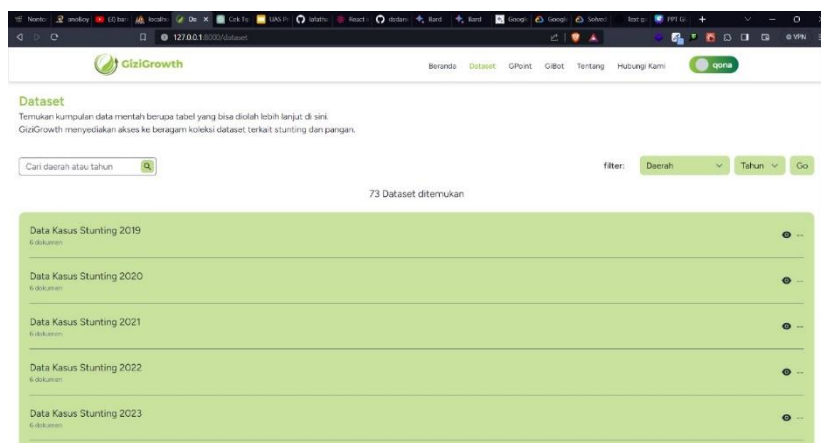 127.0.0.1:8000/dataset
VPN
GiziGrowth
Beranda Dataset GPoint GiBot Tentang Hubungi Kami qona
Dataset
Temukan kumpulan data mentah berupa tabel yang bisa diolah lebih lanjut di sini.
GiziGrowth menyediakan akses ke beragam koleksi dataset terkait stunting dan pangan.
Cari daerah atau tahun
filter: Daerah Tahun Go
73 Dataset ditemukan
Data Kasus Stunting 2019
6 dokumen
--
Data Kasus Stunting 2020
6 dokumen
--
Data Kasus Stunting 2021
6 dokumen
--
Data Kasus Stunting 2022
6 dokumen
--
Data Kasus Stunting 2023
6 dokumen
--